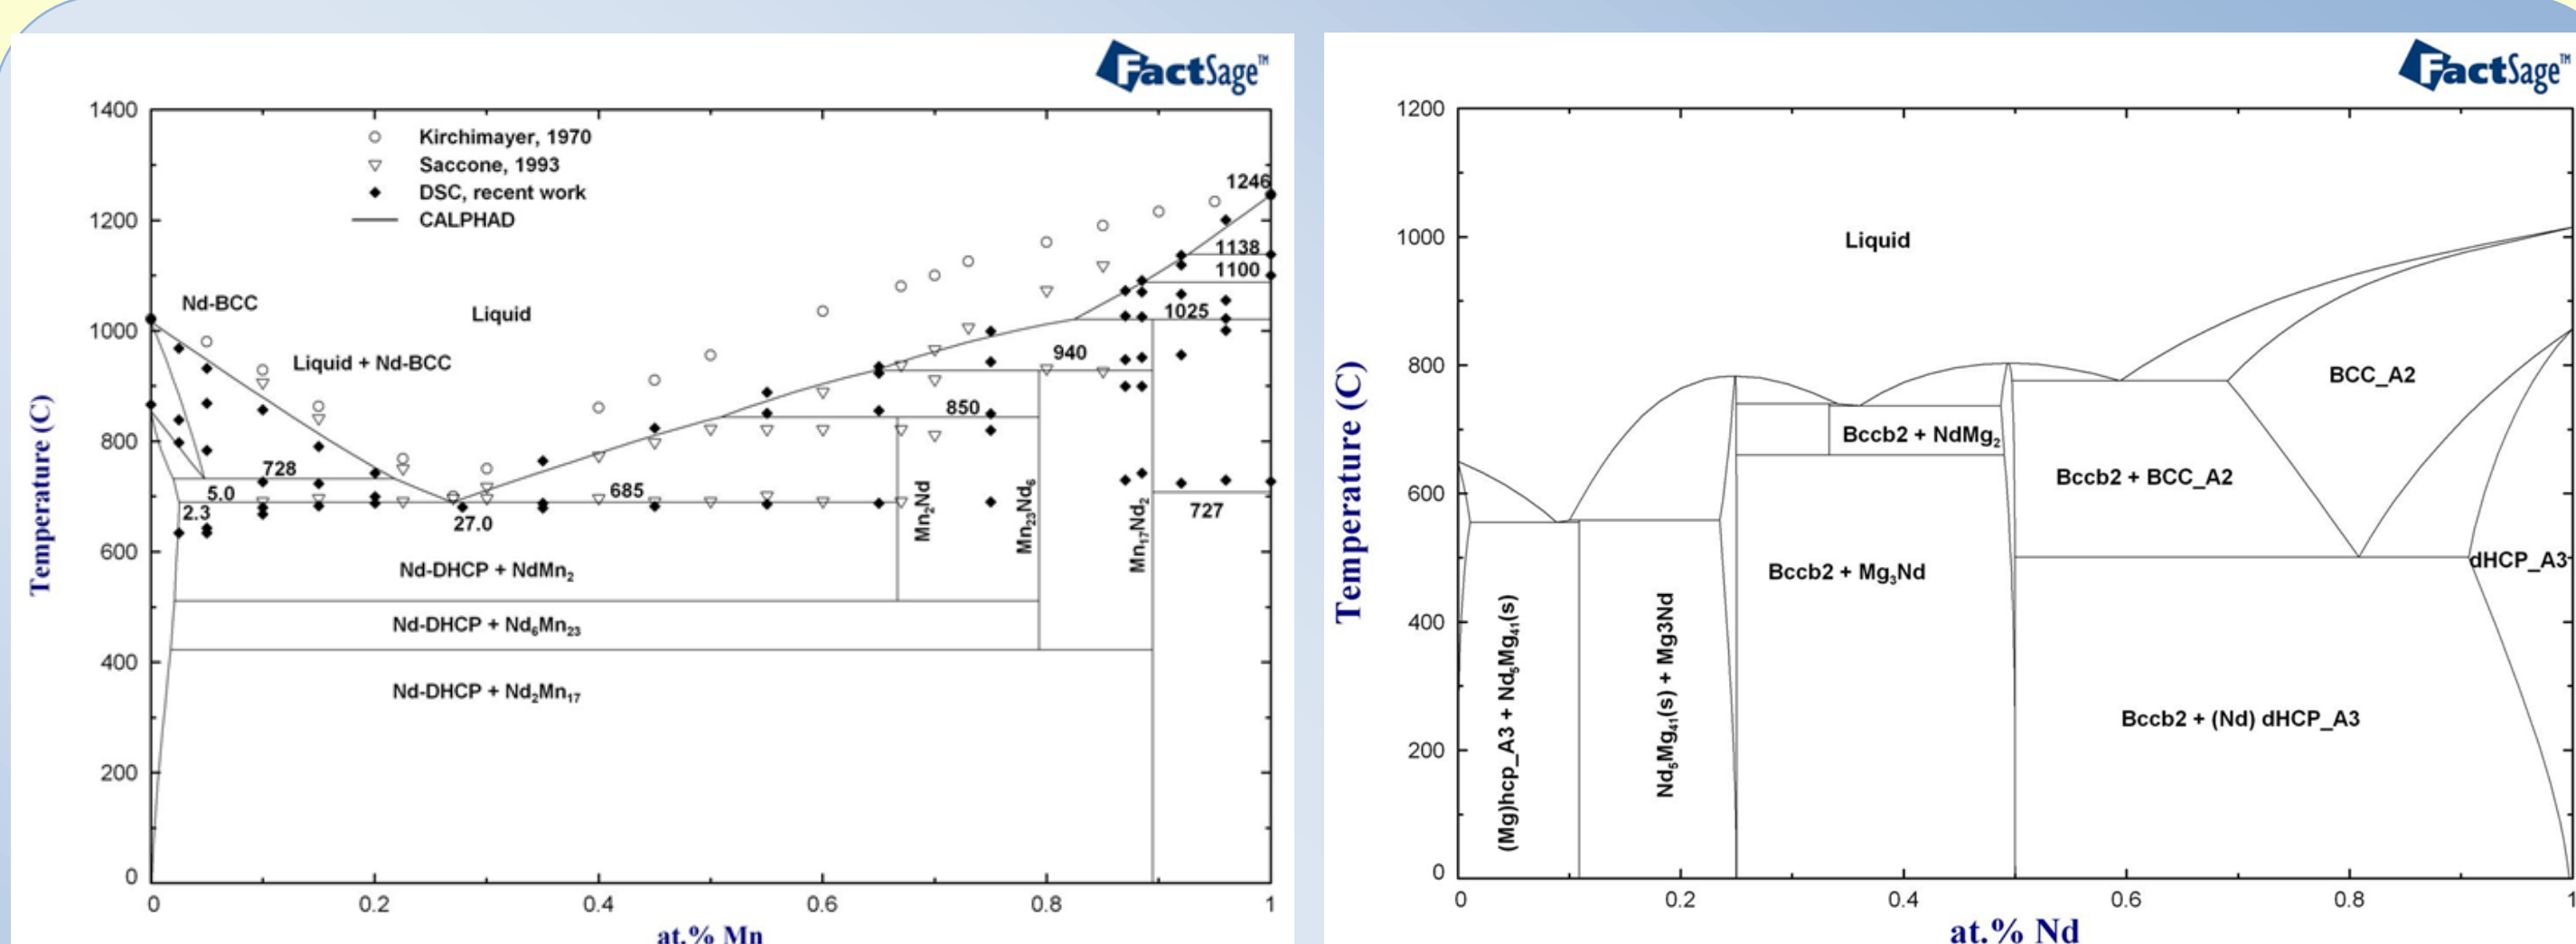 FactSage™
1400
1200
1000
800
600
400
200
0
Temperature (C)
Kirchimayer, 1970
Saccone, 1993
DSC, recent work
CALPHAD
Nd-BCC
Liquid
Liquid + Nd-BCC
1246
1138
1100
1025
940
850
728
5.0
2.3
685
27.0
727
Mn₂Nd
Mn₂₃Nd₆
Mn₁₇Nd₂
Nd-DHCP + NdMn₂
Nd-DHCP + Nd₆Mn₂₃
Nd-DHCP + Nd₂Mn₁₇
0 0.2 0.4 0.6 0.8 1
at.% Mn
FactSage™
1200
1000
800
600
400
200
0
Temperature (C)
Liquid
BCC_A2
Bccb2 + NdMg₂
Bccb2 + BCC_A2
Bccb2 + Mg₃Nd
dHCP_A3
(Mg)hcp_A3 + Nd₅Mg₄₁(s)
Nd₅Mg₄₁(s) + Mg3Nd
Bccb2 + (Nd) dHCP_A3
0 0.2 0.4 0.6 0.8 1
at.% Nd